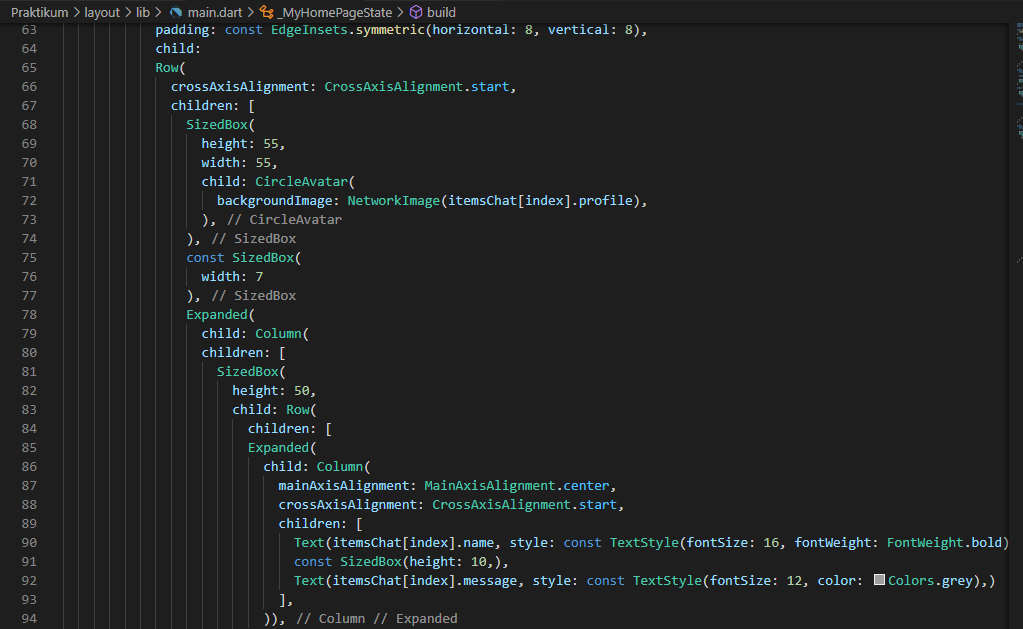 Praktikum > layout > lib > main.dart > _MyHomePageState > build
63 padding: const EdgeInsets.symmetric(horizontal: 8, vertical: 8),
64 child:
65 Row(
66 crossAxisAlignment: CrossAxisAlignment.start,
67 children: [
68 SizedBox(
69 height: 55,
70 width: 55,
71 child: CircleAvatar(
72 backgroundImage: NetworkImage(itemsChat[index].profile),
73 ), // CircleAvatar
74 ), // SizedBox
75 const SizedBox(
76 width: 7
77 ), // SizedBox
78 Expanded(
79 child: Column(
80 children: [
81 SizedBox(
82 height: 50,
83 child: Row(
84 children: [
85 Expanded(
86 child: Column(
87 mainAxisAlignment: MainAxisAlignment.center,
88 crossAxisAlignment: CrossAxisAlignment.start,
89 children: [
90 Text(itemsChat[index].name, style: const TextStyle(fontSize: 16, fontWeight: FontWeight.bold)
91 const SizedBox(height: 10,),
92 Text(itemsChat[index].message, style: const TextStyle(fontSize: 12, color: Colors.grey),)
93 ],
94 )), // Column // Expanded